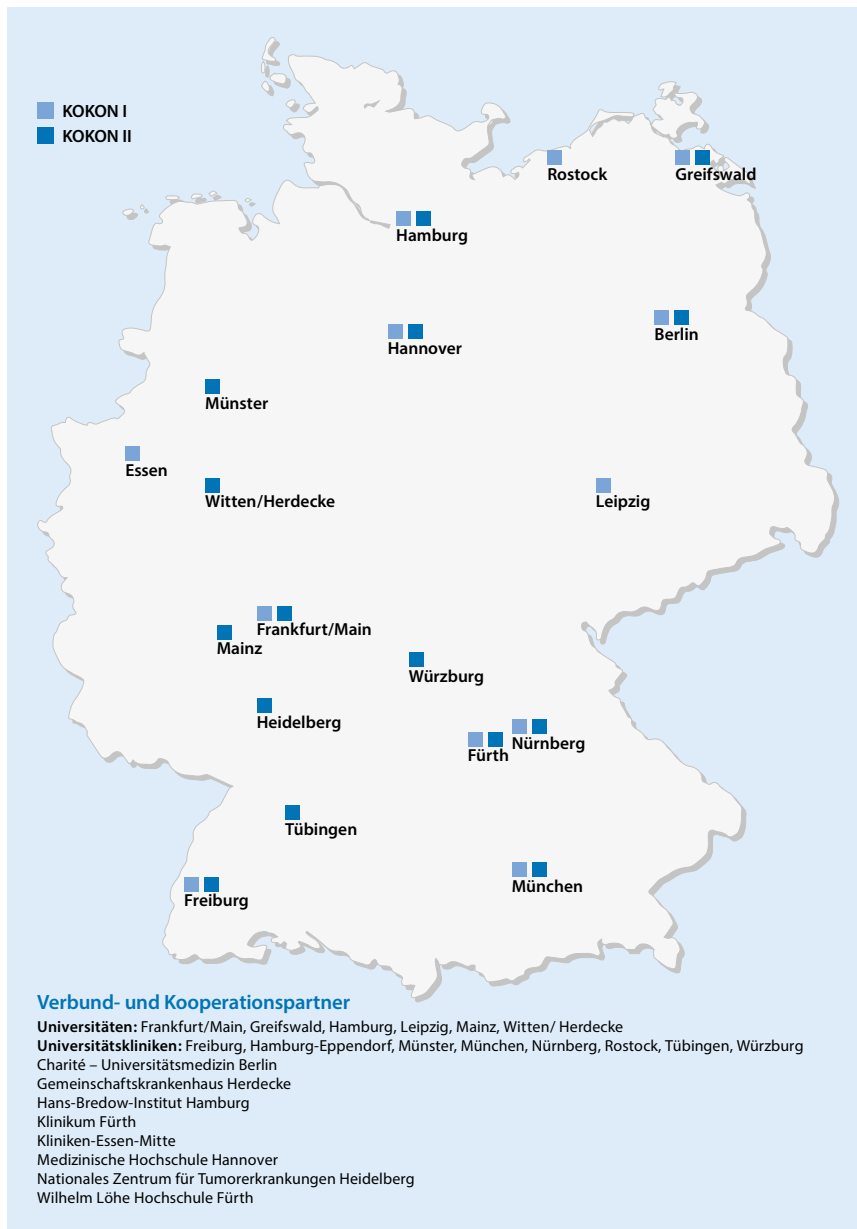 KOKON I
KOKON II
Rostock
Greifswald
Hamburg
Berlin
Hannover
Münster
Essen
Witten/Herdecke
Leipzig
Frankfurt/Main
Mainz
Würzburg
Heidelberg
Nürnberg
Fürth
Tübingen
München
Freiburg
Verbund- und Kooperationspartner
Universitäten: Frankfurt/Main, Greifswald, Hamburg, Leipzig, Mainz, Witten/ Herdecke
Universitätskliniken: Freiburg, Hamburg-Eppendorf, Münster, München, Nürnberg, Rostock, Tübingen, Würzburg
Charité – Universitätsmedizin Berlin
Gemeinschaftskrankenhaus Herdecke
Hans-Bredow-Institut Hamburg
Klinikum Fürth
Kliniken-Essen-Mitte
Medizinische Hochschule Hannover
Nationales Zentrum für Tumorerkrankungen Heidelberg
Wilhelm Löhe Hochschule Fürth